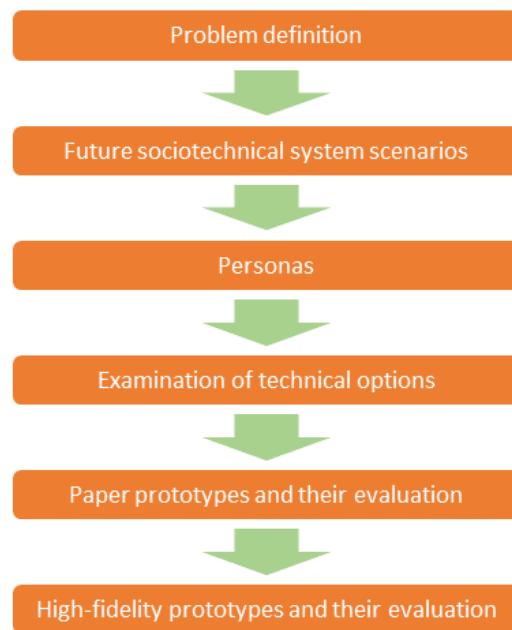 Problem definition
Future sociotechnical system scenarios
Personas
Examination of technical options
Paper prototypes and their evaluation
High-fidelity prototypes and their evaluation